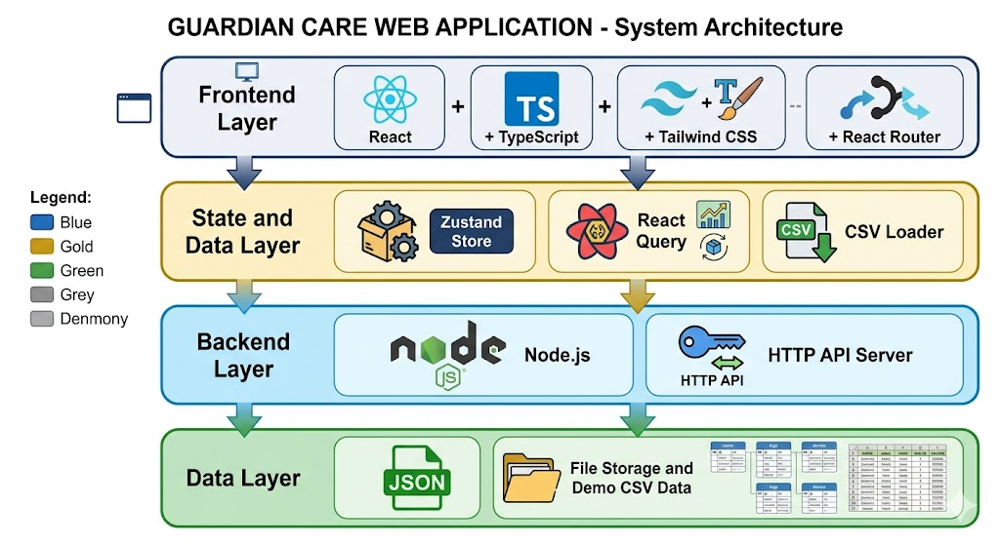 GUARDIAN CARE WEB APPLICATION - System Architecture
Frontend
Layer
React
+
TS
+ TypeScript
+
+ T
+ Tailwind CSS
--
+ React Router
Legend:
Blue
Gold
Green
Grey
Denmony
State and
Data Layer
Zustand
Store
React
Query
CSV
CSV Loader
Backend
Layer
node
JS
Node.js
HTTP API
HTTP API Server
Data Layer
JSON
File Storage and
Demo CSV Data